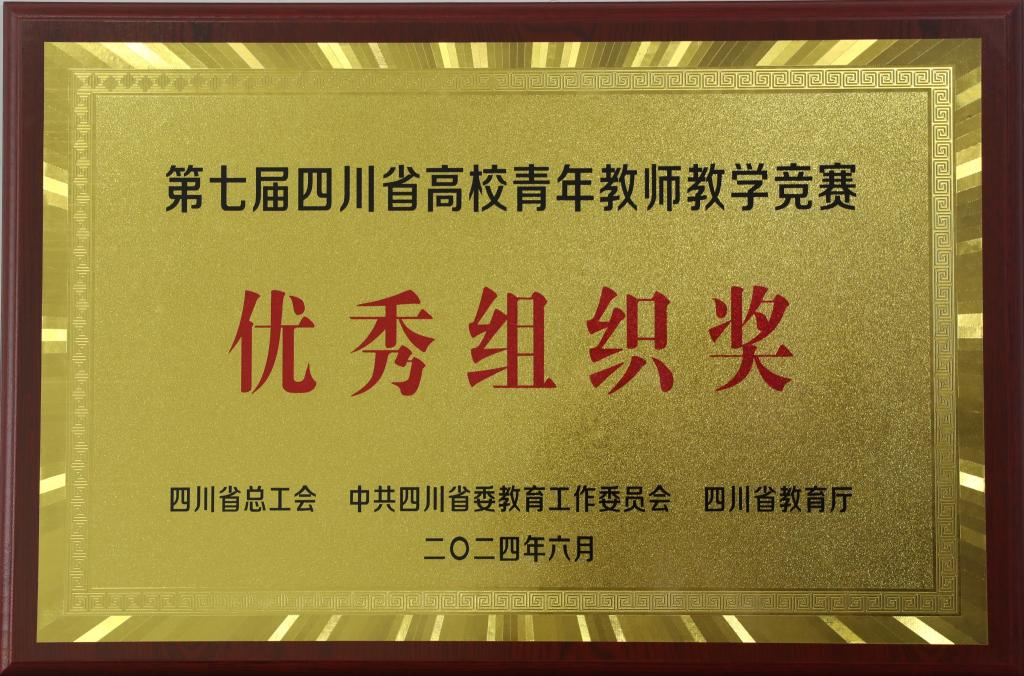 第七届四川省高校青年教师教学竞赛
优秀组织奖
四川省总工会 中共四川省委教育工作委员会 四川省教育厅
二〇二四年六月